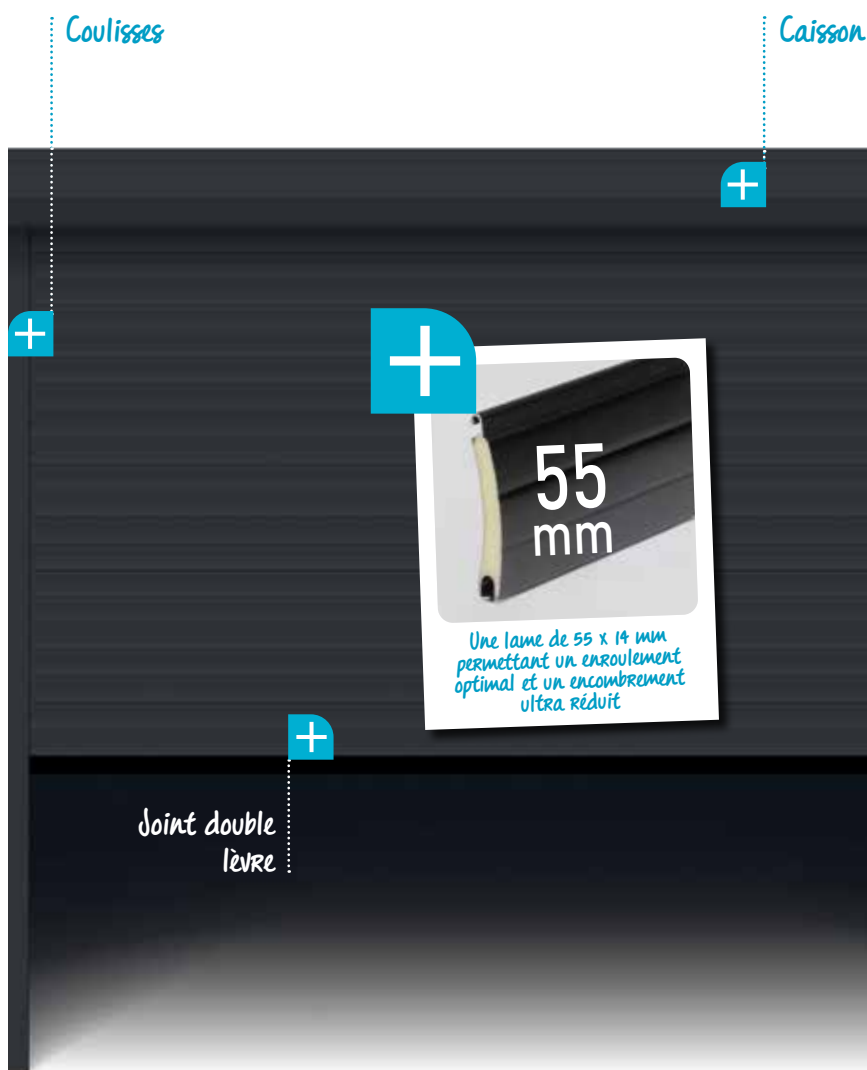 Coulisses
Caisson
55
mm
Une lame de 55 x 14 mm
permettant un enroulement
optimal et un encombrement
ultra réduit
Joint double
lèvre